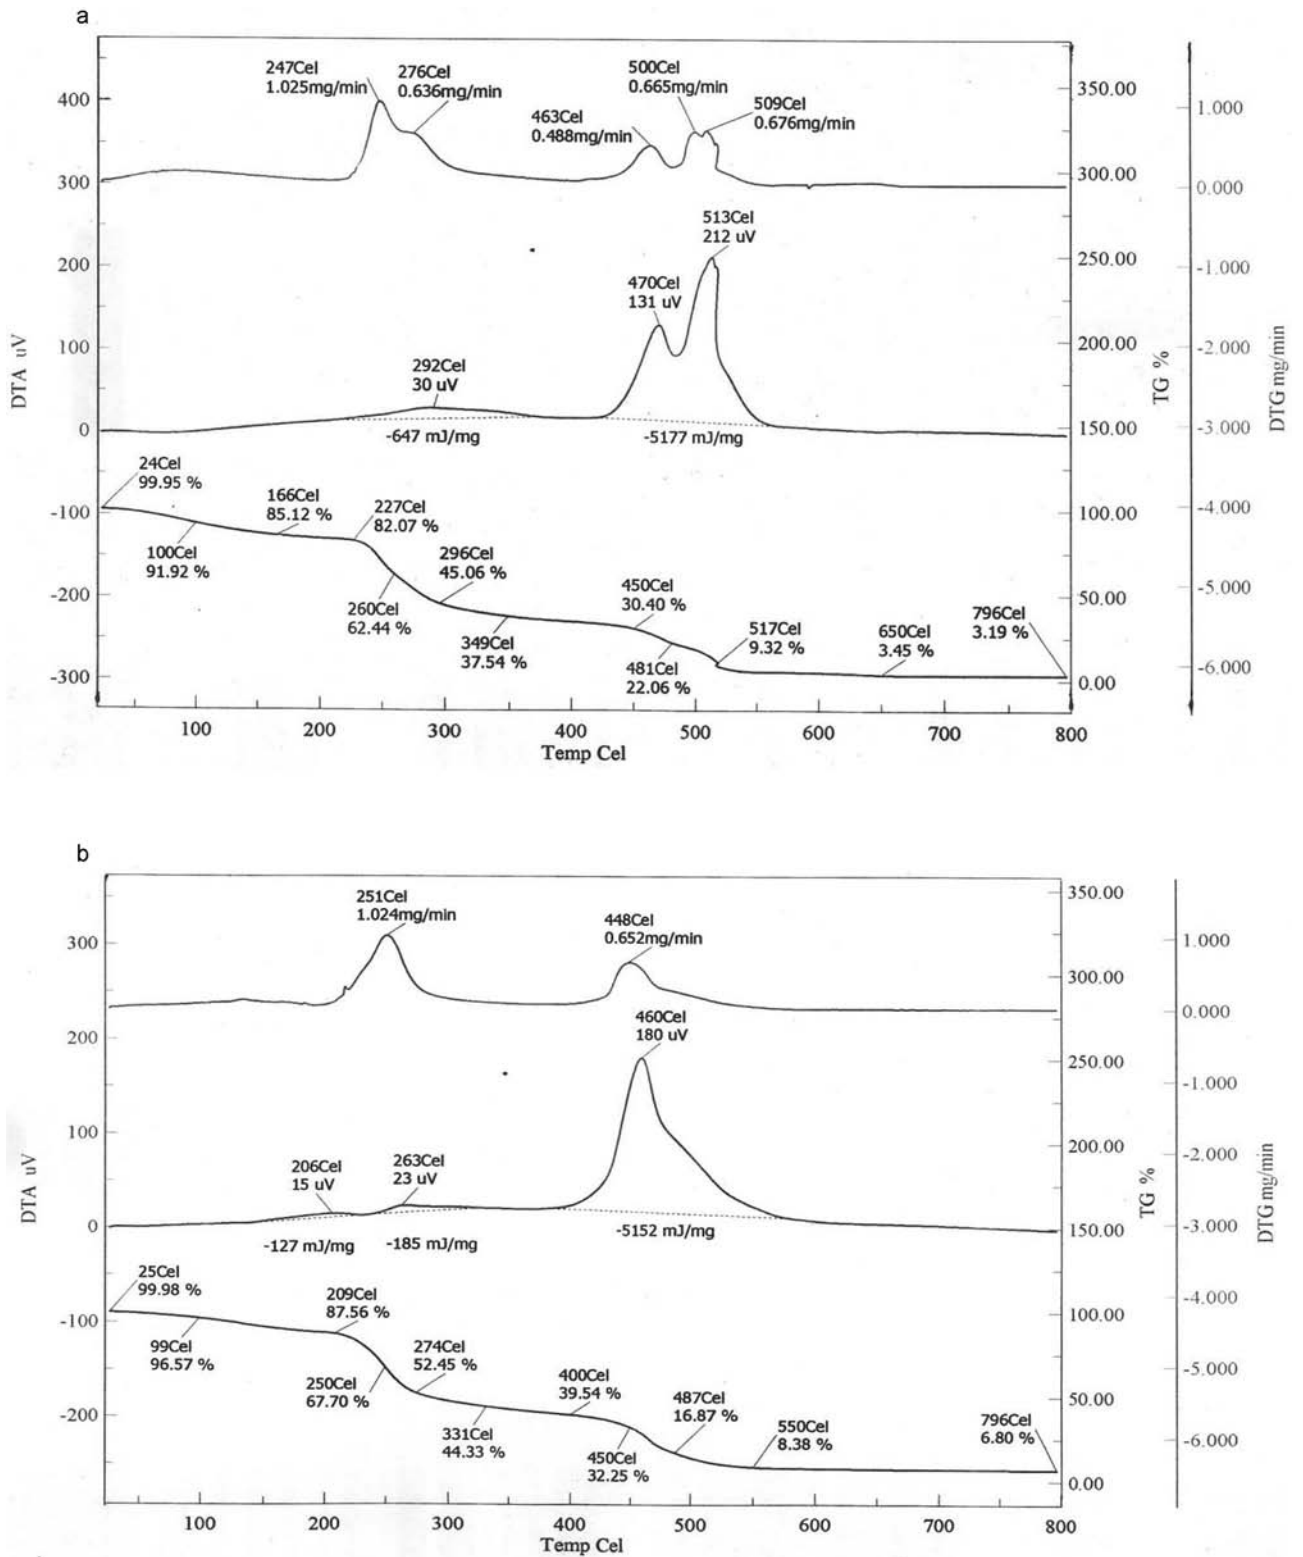 a
247Cel
1.025mg/min
276Cel
0.636mg/min
463Cel
0.488mg/min
500Cel
0.665mg/min
509Cel
0.676mg/min
513Cel
212 uV
470Cel
131 uV
292Cel
30 uV
-647 mJ/mg
-5177 mJ/mg
24Cel
99.95 %
166Cel
85.12 %
227Cel
82.07 %
100Cel
91.92 %
296Cel
45.06 %
260Cel
62.44 %
349Cel
37.54 %
450Cel
30.40 %
481Cel
22.06 %
517Cel
9.32 %
650Cel
3.45 %
796Cel
3.19 %
DTA uV
400
300
200
100
0
-100
-200
-300
100
200
300
400
500
600
700
800
Temp Cel
TG %
350.00
300.00
250.00
200.00
150.00
100.00
50.00
0.00
DTG mg/min
1.000
0.000
-1.000
-2.000
-3.000
-4.000
-5.000
-6.000
b
251Cel
1.024mg/min
448Cel
0.652mg/min
460Cel
180 uV
206Cel
15 uV
263Cel
23 uV
-127 mJ/mg
-185 mJ/mg
-5152 mJ/mg
25Cel
99.98 %
99Cel
96.57 %
209Cel
87.56 %
250Cel
67.70 %
274Cel
52.45 %
331Cel
44.33 %
400Cel
39.54 %
450Cel
32.25 %
487Cel
16.87 %
550Cel
8.38 %
796Cel
6.80 %
DTA uV
300
200
100
0
-100
-200
100
200
300
400
500
600
700
800
Temp Cel
TG %
350.00
300.00
250.00
200.00
150.00
100.00
50.00
0.00
DTG mg/min
1.000
0.000
-1.000
-2.000
-3.000
-4.000
-5.000
-6.000